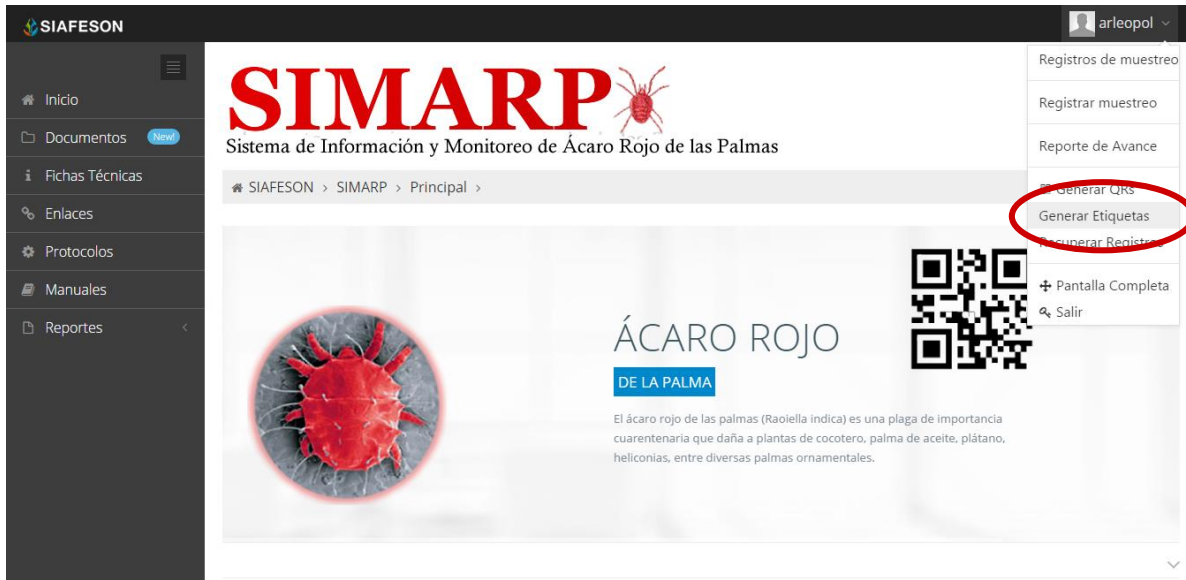 SIAFESON
arleopol
Inicio
Documentos New!
Fichas Técnicas
Enlaces
Protocolos
Manuales
Reportes
SIMARP
Sistema de Información y Monitoreo de Ácaro Rojo de las Palmas
SIAFESON > SIMARP > Principal >
Registros de muestreo
Registrar muestreo
Reporte de Avance
Generar QRs
Generar Etiquetas
Recuperar Registros
Pantalla Completa
Salir
ÁCARO ROJO
DE LA PALMA
El ácaro rojo de las palmas (Raoiella indica) es una plaga de importancia
cuarentenaria que daña a plantas de cocotero, palma de aceite, plátano,
heliconias, entre diversas palmas ornamentales.